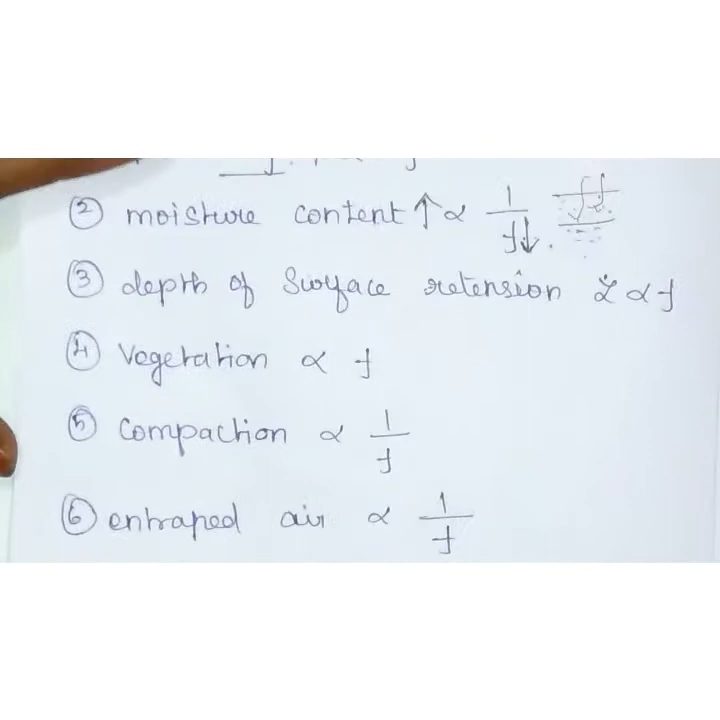 ② moisture content ↑ ∝ 1/f↓.
③ depth of Surface retension ∝ f
④ Vegetation ∝ f
⑤ Compaction ∝ 1/f
⑥ entraped air ∝ 1/f